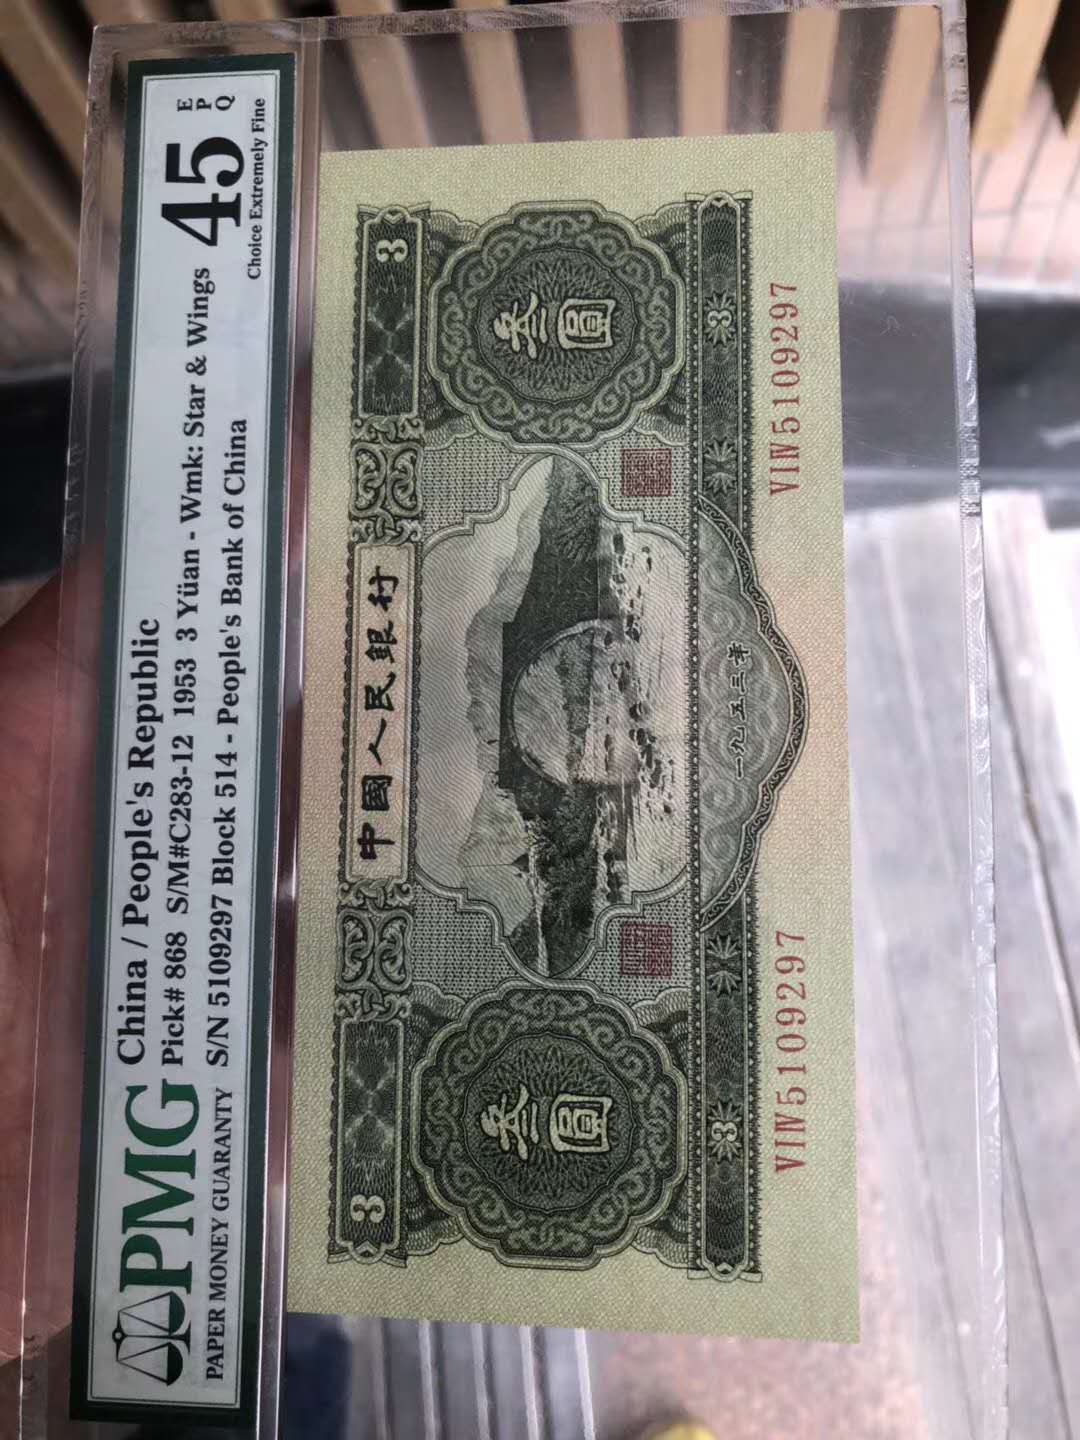 PMG
PAPER MONEY GUARANTY
China / People's Republic
Pick# 868 S/M#C283-12 1953 3 Yüan - Wmk: Star & Wings
S/N 5109297 Block 514 - People's Bank of China
45 EPQ
Choice Extremely Fine
3 中國人民銀行 3
叁圓 叁圓
3 一九五三年 3
VIIV5109297 VIIV5109297